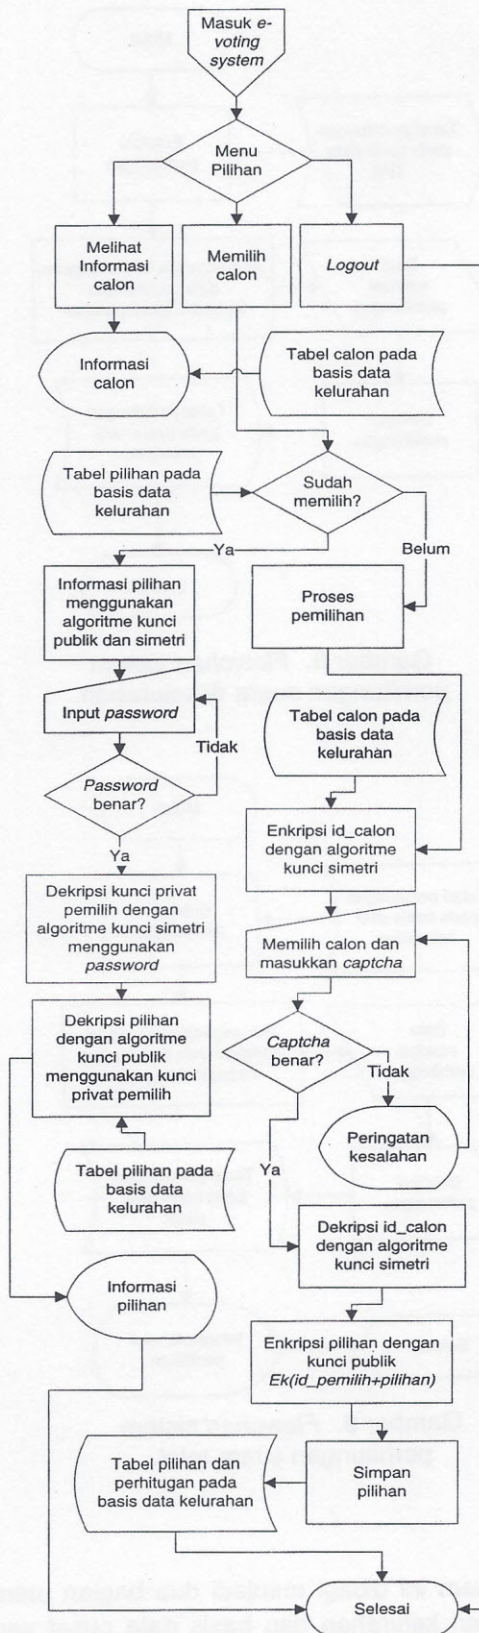 Masuk e-
voting
system
Menu
Pilihan
Melihat
Informasi
calon
Memilih
calon
Logout
Informasi
calon
Tabel calon pada
basis data
kelurahan
Tabel pilihan pada
basis data
kelurahan
Sudah
memilih?
Ya
Belum
Informasi pilihan
menggunakan
algoritme kunci
publik dan simetri
Proses
pemilihan
Input password
Tidak
Tabel calon pada
basis data
kelurahan
Password
benar?
Ya
Enkripsi id_calon
dengan algoritme
kunci simetri
Dekripsi kunci privat
pemilih dengan
algoritme kunci simetri
menggunakan
password
Memilih calon dan
masukkan captcha
Dekripsi pilihan
dengan algoritme
kunci publik
menggunakan kunci
privat pemilih
Captcha
benar?
Tidak
Ya
Peringatan
kesalahan
Tabel pilihan pada
basis data
kelurahan
Dekripsi id_calon
dengan algoritme
kunci simetri
Informasi
pilihan
Enkripsi pilihan dengan
kunci publik
Ek(id_pemilih+pilihan)
Tabel pilihan dan
perhitugan pada
basis data kelurahan
Simpan
pilihan
Selesai